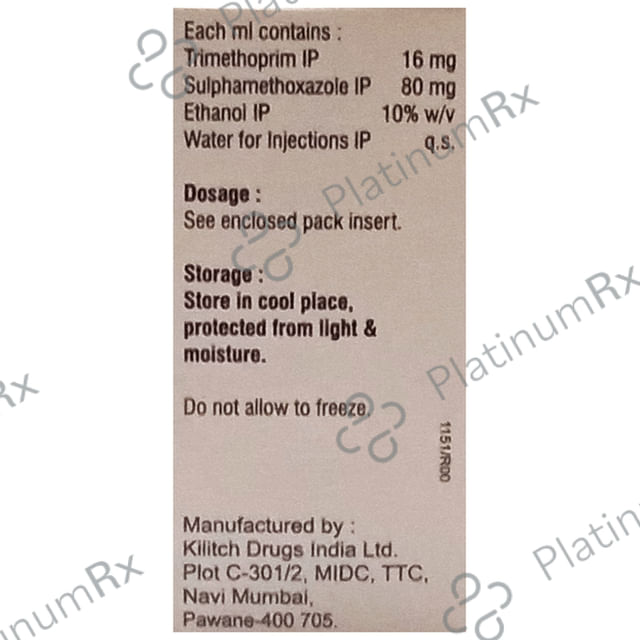 Each ml contains :
Trimethoprim IP 16 mg
Sulphamethoxazole IP 80 mg
Ethanol IP 10% w/v
Water for Injections IP q.s.
Dosage :
See enclosed pack insert.
Storage :
Store in cool place,
protected from light &
moisture.
Do not allow to freeze.
1151/R00
Manufactured by :
Kilitch Drugs India Ltd.
Plot C-301/2, MIDC, TTC,
Navi Mumbai,
Pawane-400 705.
PlatinumRx
PlatinumRx
Rx
inumRx
Platin